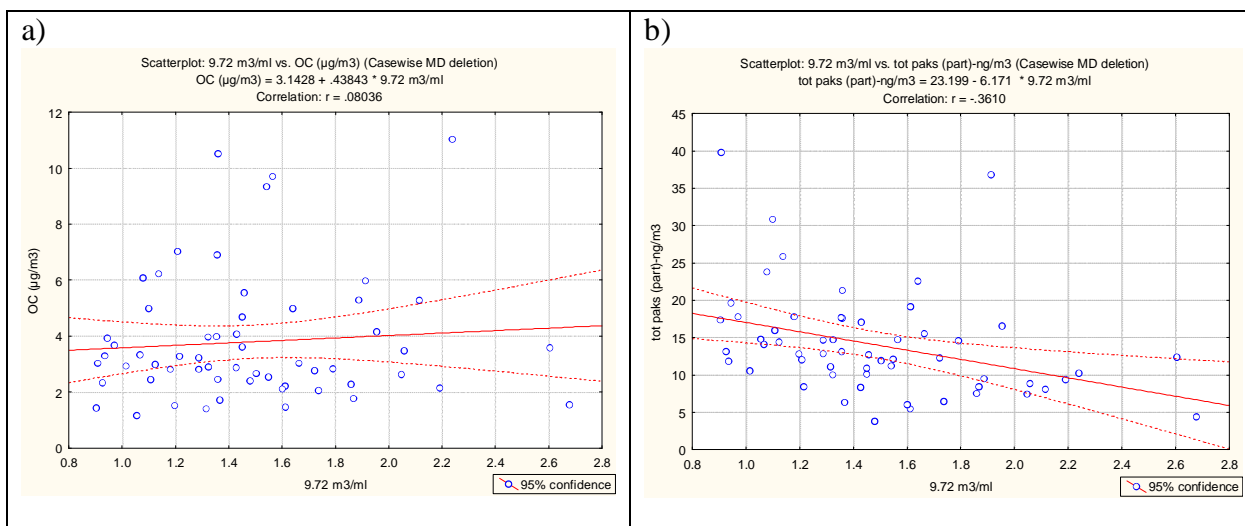 a)
Scatterplot: 9.72 m3/ml vs. OC (µg/m3) (Casewise MD deletion)
OC (µg/m3) = 3.1428 + .43843 * 9.72 m3/ml
Correlation: r = .08036
12
10
8
6
4
2
0
OC (µg/m3)
0.8 1.0 1.2 1.4 1.6 1.8 2.0 2.2 2.4 2.6 2.8
9.72 m3/ml
95% confidence
b)
Scatterplot: 9.72 m3/ml vs. tot paks (part)-ng/m3 (Casewise MD deletion)
tot paks (part)-ng/m3 = 23.199 - 6.171 * 9.72 m3/ml
Correlation: r = -.3610
45
40
35
30
25
20
15
10
5
0
tot paks (part)-ng/m3
0.8 1.0 1.2 1.4 1.6 1.8 2.0 2.2 2.4 2.6 2.8
9.72 m3/ml
95% confidence